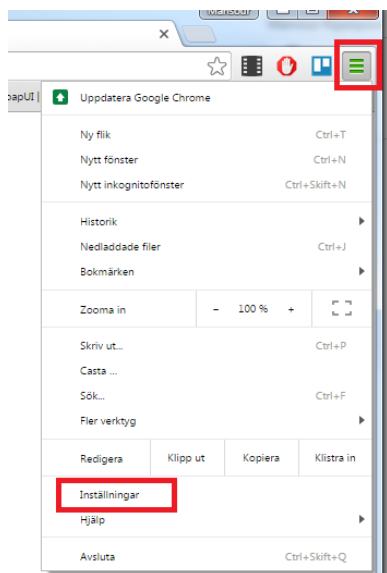 Mansour
oapUI |
Uppdatera Google Chrome
Ny flik Ctrl+T
Nytt fönster Ctrl+N
Nytt inkognitofönster Ctrl+Skift+N
Historik
Nedladdade filer Ctrl+J
Bokmärken
Zooma in - 100 % +
Skriv ut... Ctrl+P
Casta ...
Sök... Ctrl+F
Fler verktyg
Redigera Klipp ut Kopiera Klistra in
Inställningar
Hjälp
Avsluta Ctrl+Skift+Q